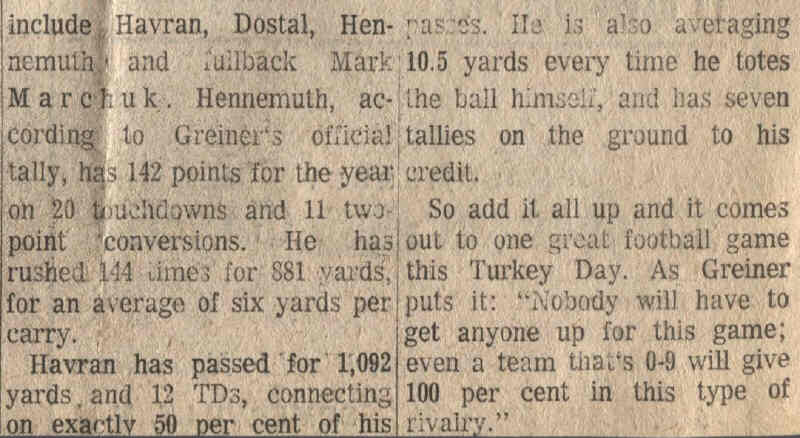 include Havran, Dostal, Hen-
nemuth and fullback Mark
Marchuk. Hennemuth, ac-
cording to Greiner's official
tally, has 142 points for the year
on 20 touchdowns and 11 two-
point conversions. He has
rushed 144 times for 881 yards,
for an average of six yards per
carry.
Havran has passed for 1,092
yards and 12 TDs, connecting
on exactly 50 per cent of his
passes. He is also averaging
10.5 yards every time he totes
the ball himself, and has seven
tallies on the ground to his
credit.
So add it all up and it comes
out to one great football game
this Turkey Day. As Greiner
puts it: "Nobody will have to
get anyone up for this game;
even a team that's 0-9 will give
100 per cent in this type of
rivalry."